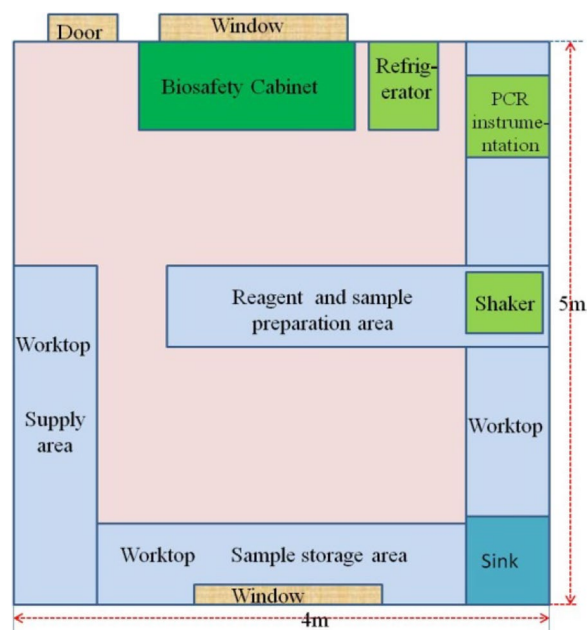 Door
Window
Biosafety Cabinet
Refrig-
erator
PCR
instrume-
ntation
Reagent and sample
preparation area
Shaker
5m
Worktop
Supply
area
Worktop
Worktop Sample storage area
Sink
Window
4m